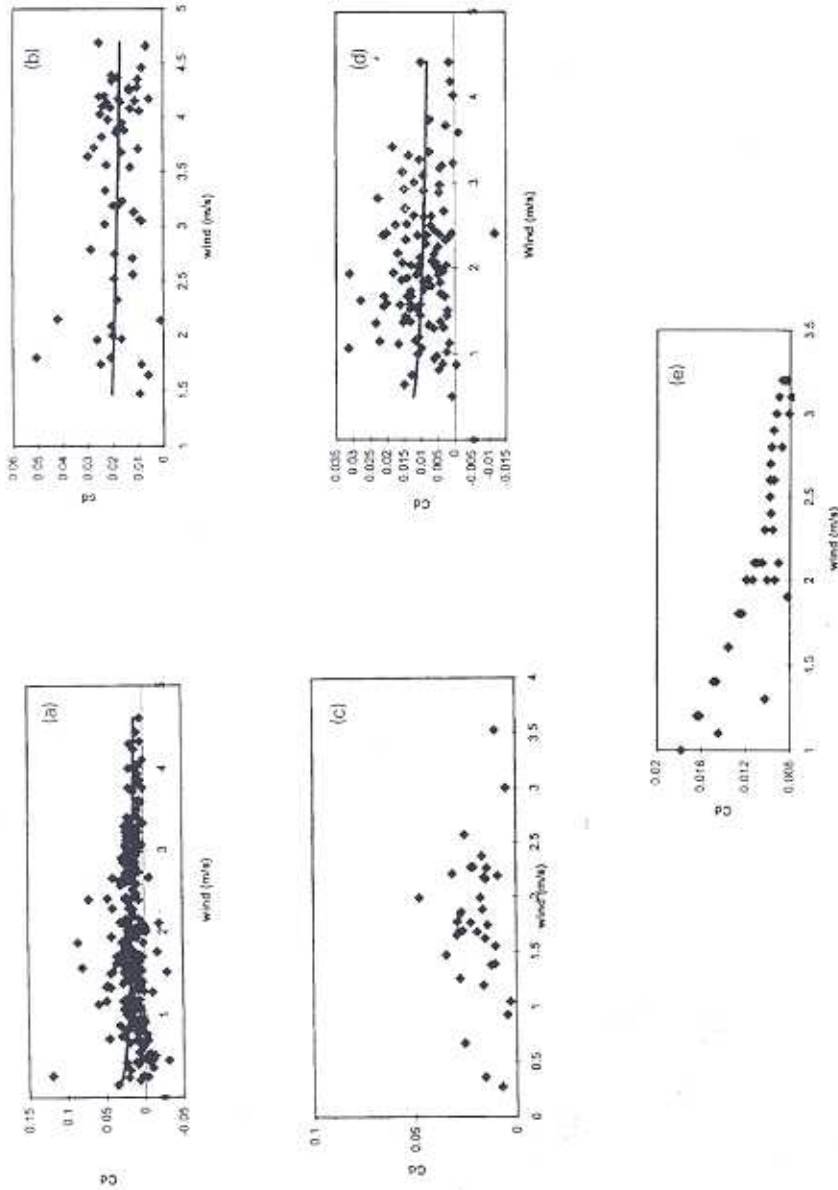 (a)
0.15
0.1
0.05
0
-0.05
Cd
1 2 3 4 5
wind (m/s)
(b)
0.06
0.05
0.04
0.03
0.02
0.01
0
Cd
1 1.5 2 2.5 3 3.5 4 4.5 5
wind (m/s)
(c)
0.1
0.05
0
Cd
0 0.5 1 1.5 2 2.5 3 3.5 4
wind (m/s)
(d)
0.035
0.03
0.025
0.02
0.015
0.01
0.005
0
-0.005
-0.01
-0.015
Cd
1 2 3 4 5
Wind (m/s)
(e)
0.02
0.016
0.012
0.008
Cd
1 1.5 2 2.5 3 3.5
wind (m/s)